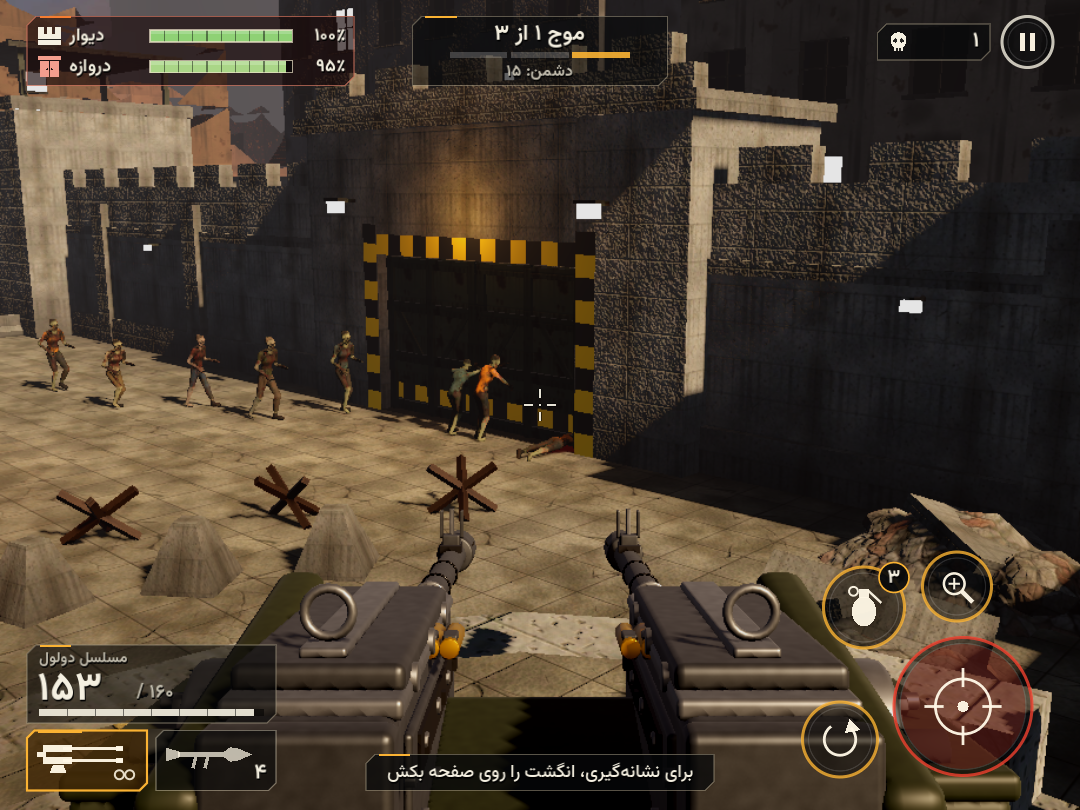 دیوار ۱۰۰٪
دروازه ۹۵٪
موج ۱ از ۳
دشمن: ۱۵
۱
۳
مسلسل دولول
۱۵۳ / ۱۶۰
∞
۴
برای نشانه‌گیری، انگشت را روی صفحه بکش